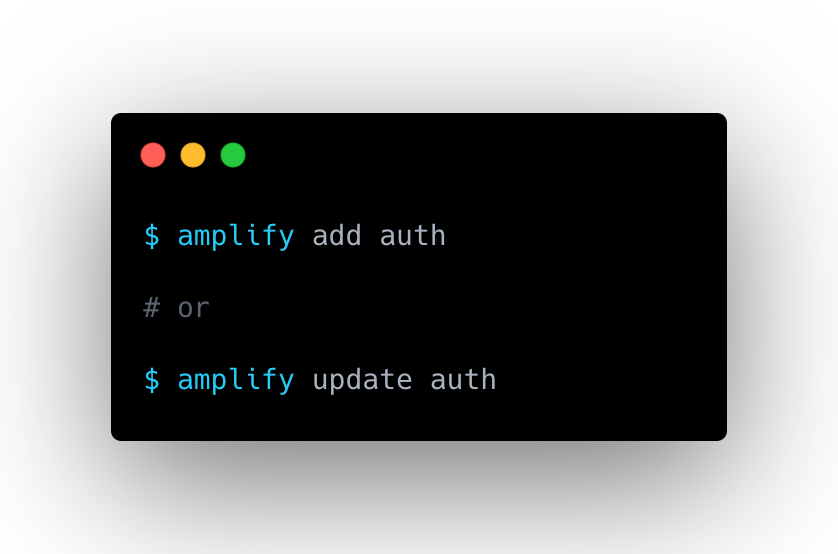 $ amplify add auth
# or
$ amplify update auth